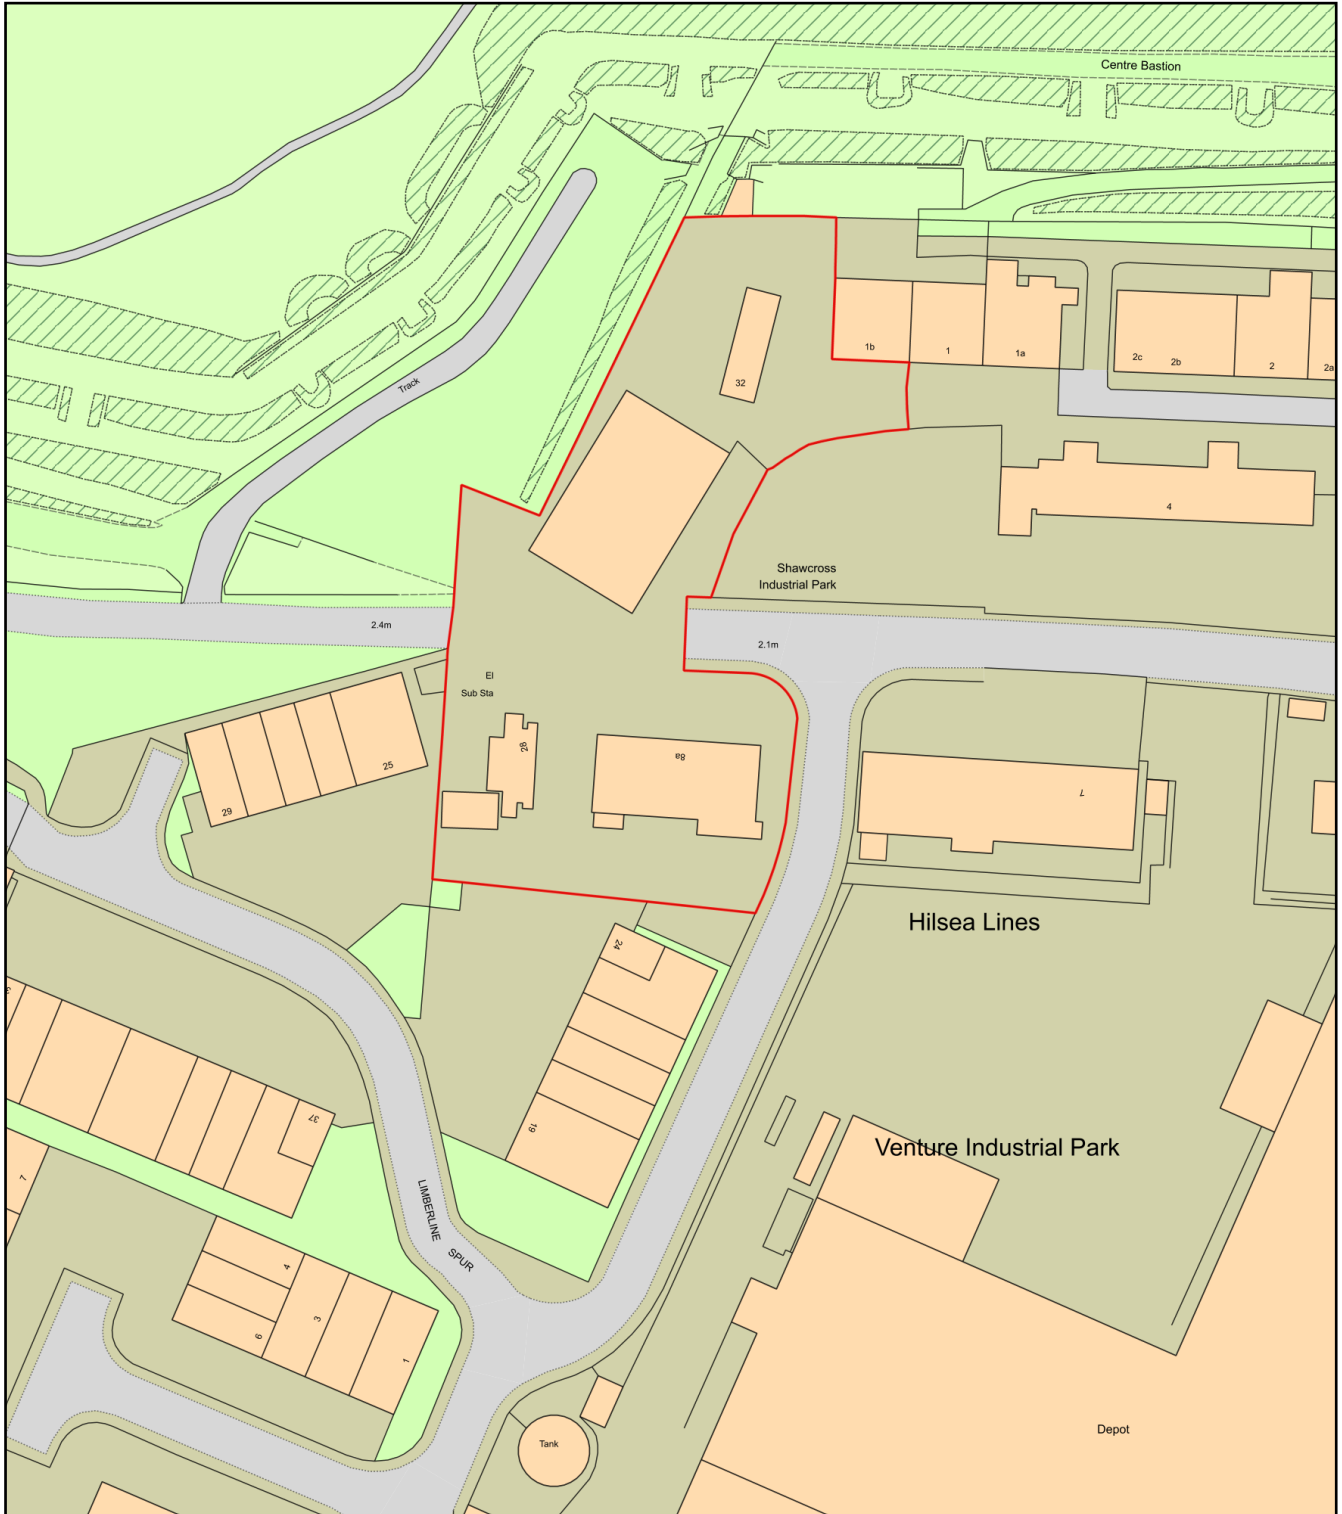 Centre Bastion
1b
1
1a
2c
2b
2
2a
32
Track
4
Shawcross
Industrial Park
2.4m
2.1m
El
Sub Sta
28
8a
25
29
7
Hilsea Lines
24
19
37
Venture Industrial Park
7
LIMBERLINE
SPUR
4
3
6
1
Tank
Depot